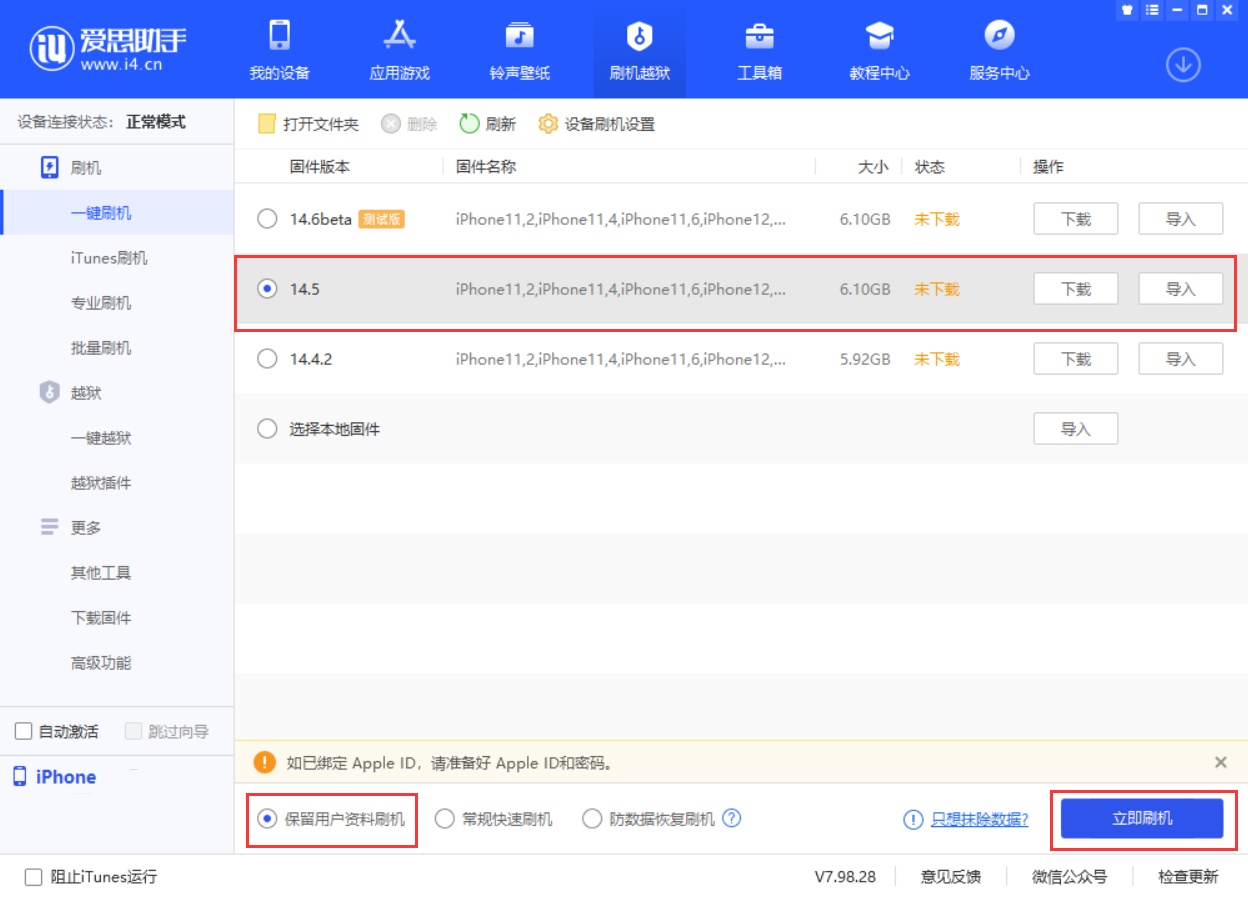 爱思助手
www.i4.cn
我的设备 应用游戏 铃声壁纸 刷机越狱 工具箱 教程中心 服务中心
设备连接状态： 正常模式
打开文件夹 删除 刷新 设备刷机设置
刷机
一键刷机
iTunes刷机
专业刷机
批量刷机
越狱
一键越狱
越狱插件
更多
其他工具
下载固件
高级功能
自动激活 跳过向导
iPhone
固件版本 固件名称 大小 状态 操作
14.6beta 测试版 iPhone11,2,iPhone11,4,iPhone11,6,iPhone12,... 6.10GB 未下载 下载 导入
14.5 iPhone11,2,iPhone11,4,iPhone11,6,iPhone12,... 6.10GB 未下载 下载 导入
14.4.2 iPhone11,2,iPhone11,4,iPhone11,6,iPhone12,... 5.92GB 未下载 下载 导入
选择本地固件 导入
如已绑定 Apple ID，请准备好 Apple ID和密码。
保留用户资料刷机 常规快速刷机 防数据恢复刷机 只想抹除数据? 立即刷机
阻止iTunes运行 V7.98.28 意见反馈 微信公众号 检查更新